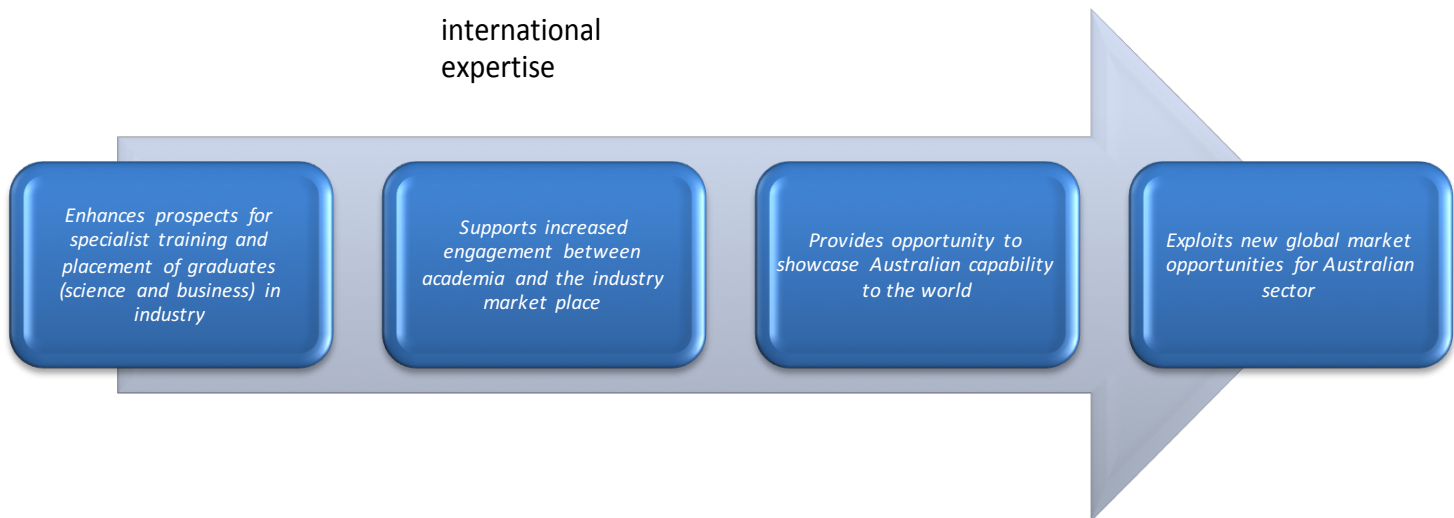 international
expertise
Enhances prospects for
specialist training and
placement of graduates
(science and business) in
industry
Supports increased
engagement between
academia and the industry
market place
Provides opportunity to
showcase Australian capability
to the world
Exploits new global market
opportunities for Australian
sector